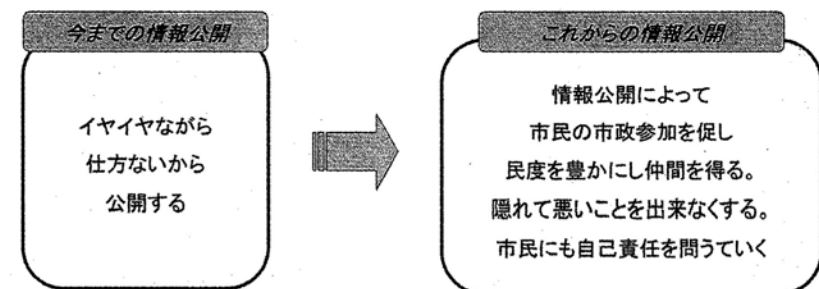 今までの情報公開
イヤイヤながら
仕方ないから
公開する
これからの情報公開
情報公開によって
市民の市政参加を促し
民度を豊かにし仲間を得る。
隠れて悪いことを出来なくする。
市民にも自己責任を問うていく